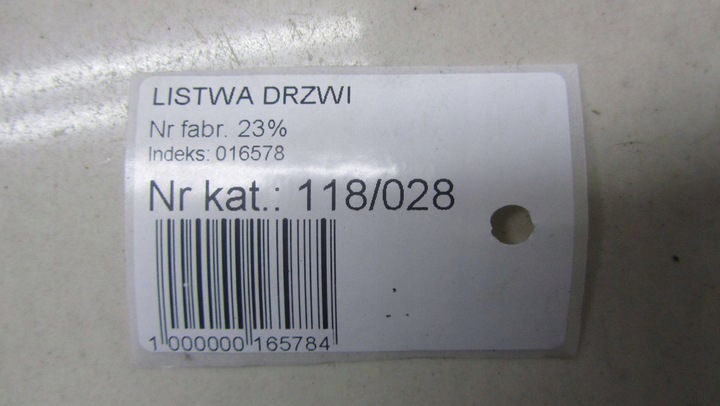 LISTWA DRZWI
Nr fabr. 23%
Indeks: 016578
Nr kat.: 118/028
1 000000 165784